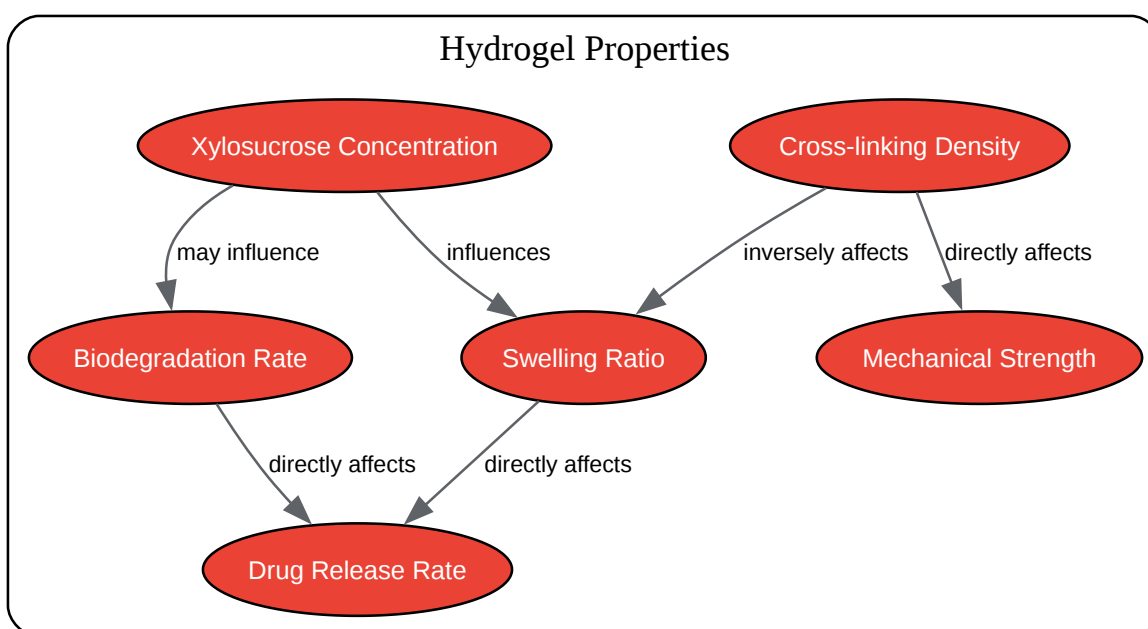 Hydrogel Properties
Xylosucrose Concentration
Cross-linking Density
may influence
influences
inversely affects
directly affects
Biodegradation Rate
Swelling Ratio
Mechanical Strength
directly affects
directly affects
Drug Release Rate